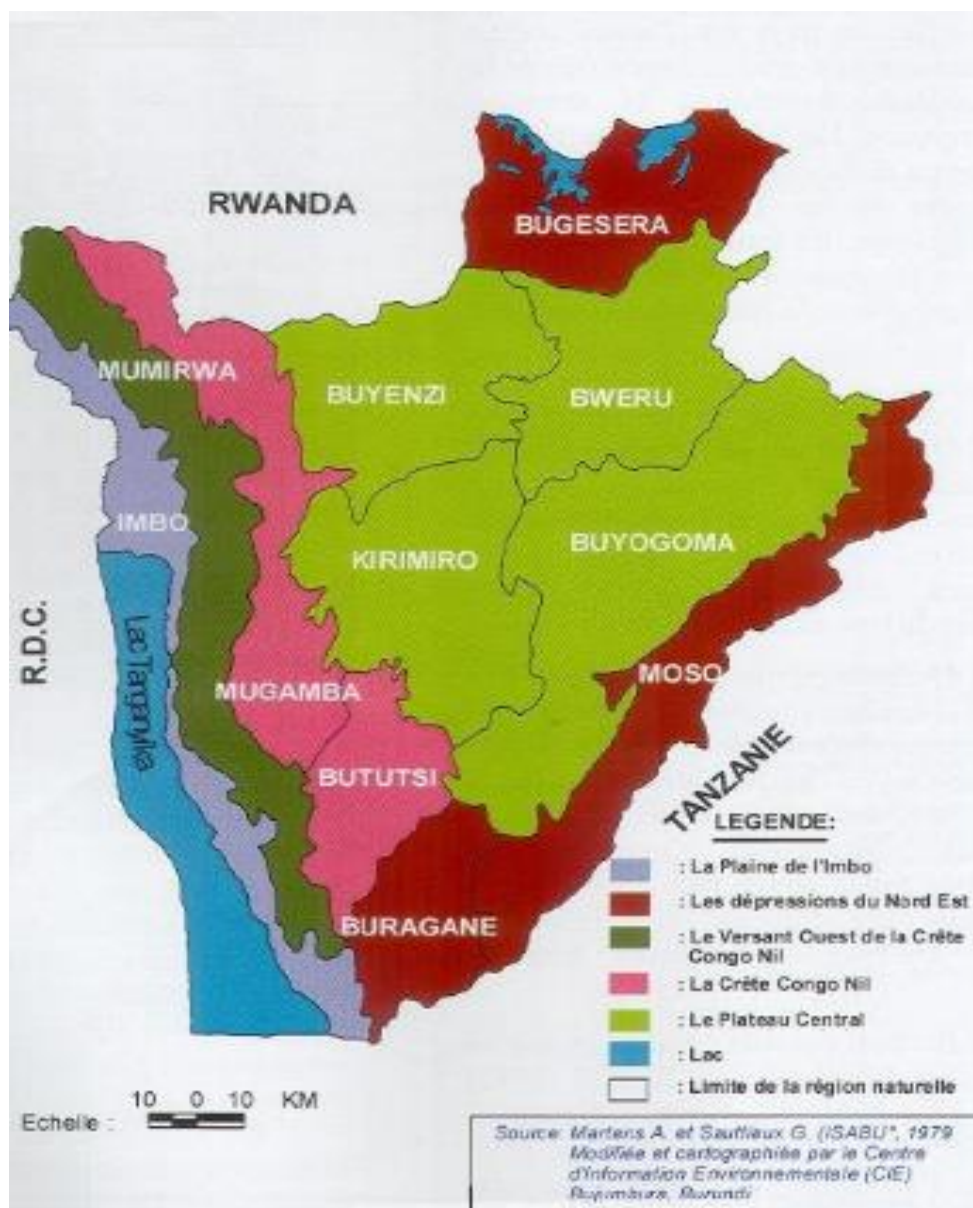 RWANDA
BUGESERA
MUMIRWA
BUYENZI
BWERU
IMBO
KIRIMIRO
BUYOGOMA
R.D.C.
Lac Tanganyika
MUGAMBA
MOSO
BUTUTSI
TANZANIE
BURAGANE
LEGENDE:
: La Plaine de l'Imbo
: Les dépressions du Nord Est
: Le Versant Ouest de la Crête
Congo Nil
: La Crête Congo Nil
: Le Plateau Central
: Lac
: Limite de la région naturelle
Echelle :
10 0 10 KM
Source: Martens A. et Sauttiaux G. (ISABU", 1979
Modifiée et cartographiée par le Centre
d'Information Environnementale (CIE)
Bujumbura, Burundi